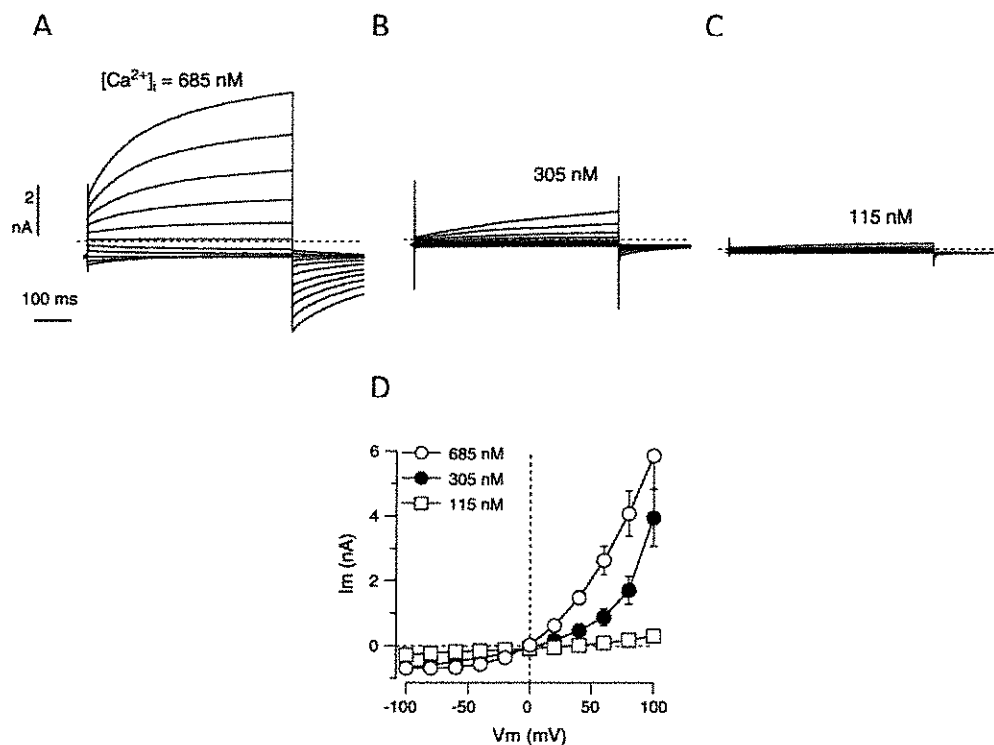 A
B
C
[Ca²⁺]ᵢ = 685 nM
305 nM
115 nM
2
nA
100 ms
D
685 nM
305 nM
115 nM
6
4
2
0
Im (nA)
-100
-50
0
50
100
Vm (mV)